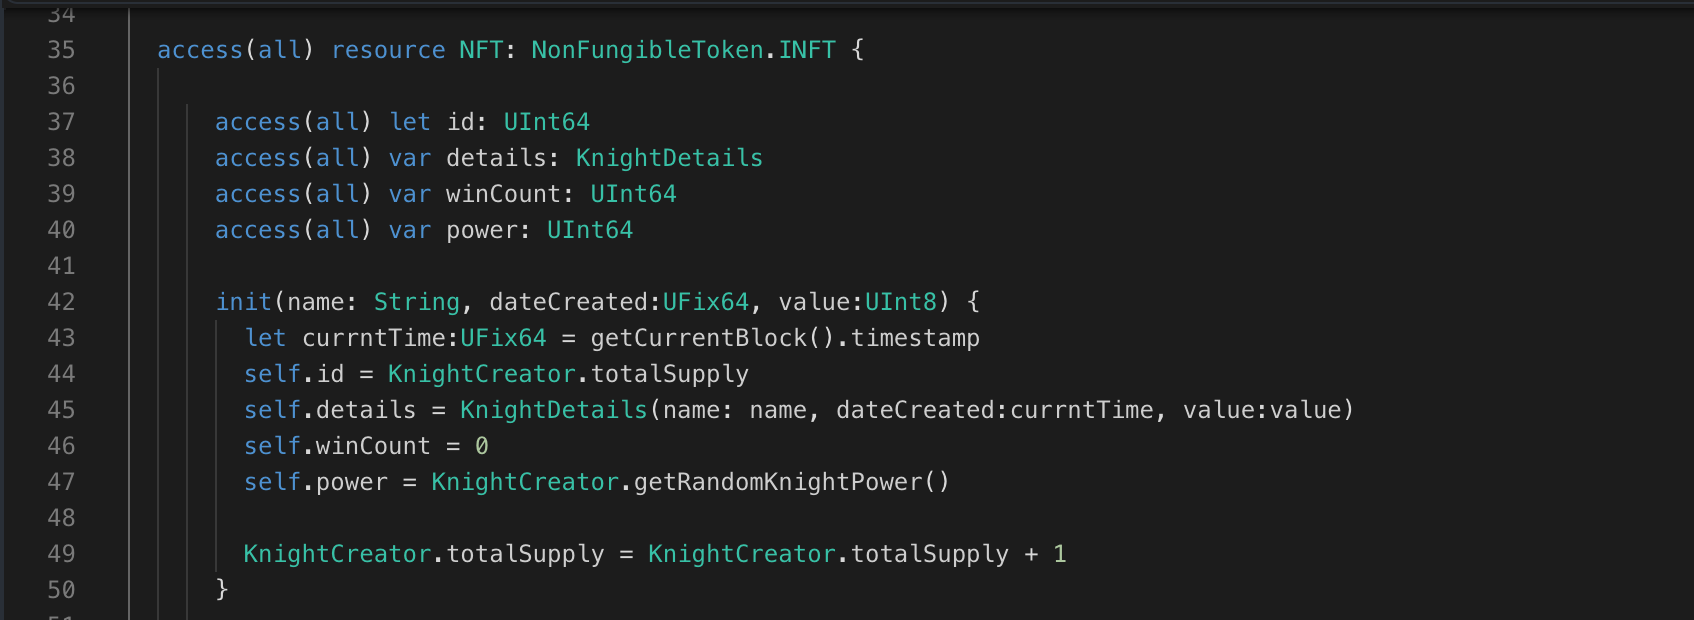 34
35 access(all) resource NFT: NonFungibleToken.INFT {
36
37 access(all) let id: UInt64
38 access(all) var details: KnightDetails
39 access(all) var winCount: UInt64
40 access(all) var power: UInt64
41
42 init(name: String, dateCreated:UFix64, value:UInt8) {
43 let currntTime:UFix64 = getCurrentBlock().timestamp
44 self.id = KnightCreator.totalSupply
45 self.details = KnightDetails(name: name, dateCreated:currntTime, value:value)
46 self.winCount = 0
47 self.power = KnightCreator.getRandomKnightPower()
48
49 KnightCreator.totalSupply = KnightCreator.totalSupply + 1
50 }